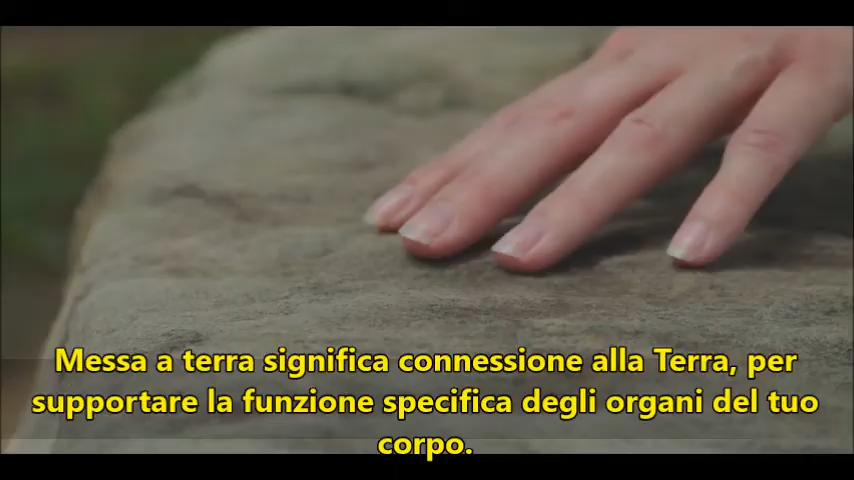 Messa a terra significa connessione alla Terra, per
supportare la funzione specifica degli organi del tuo
corpo.